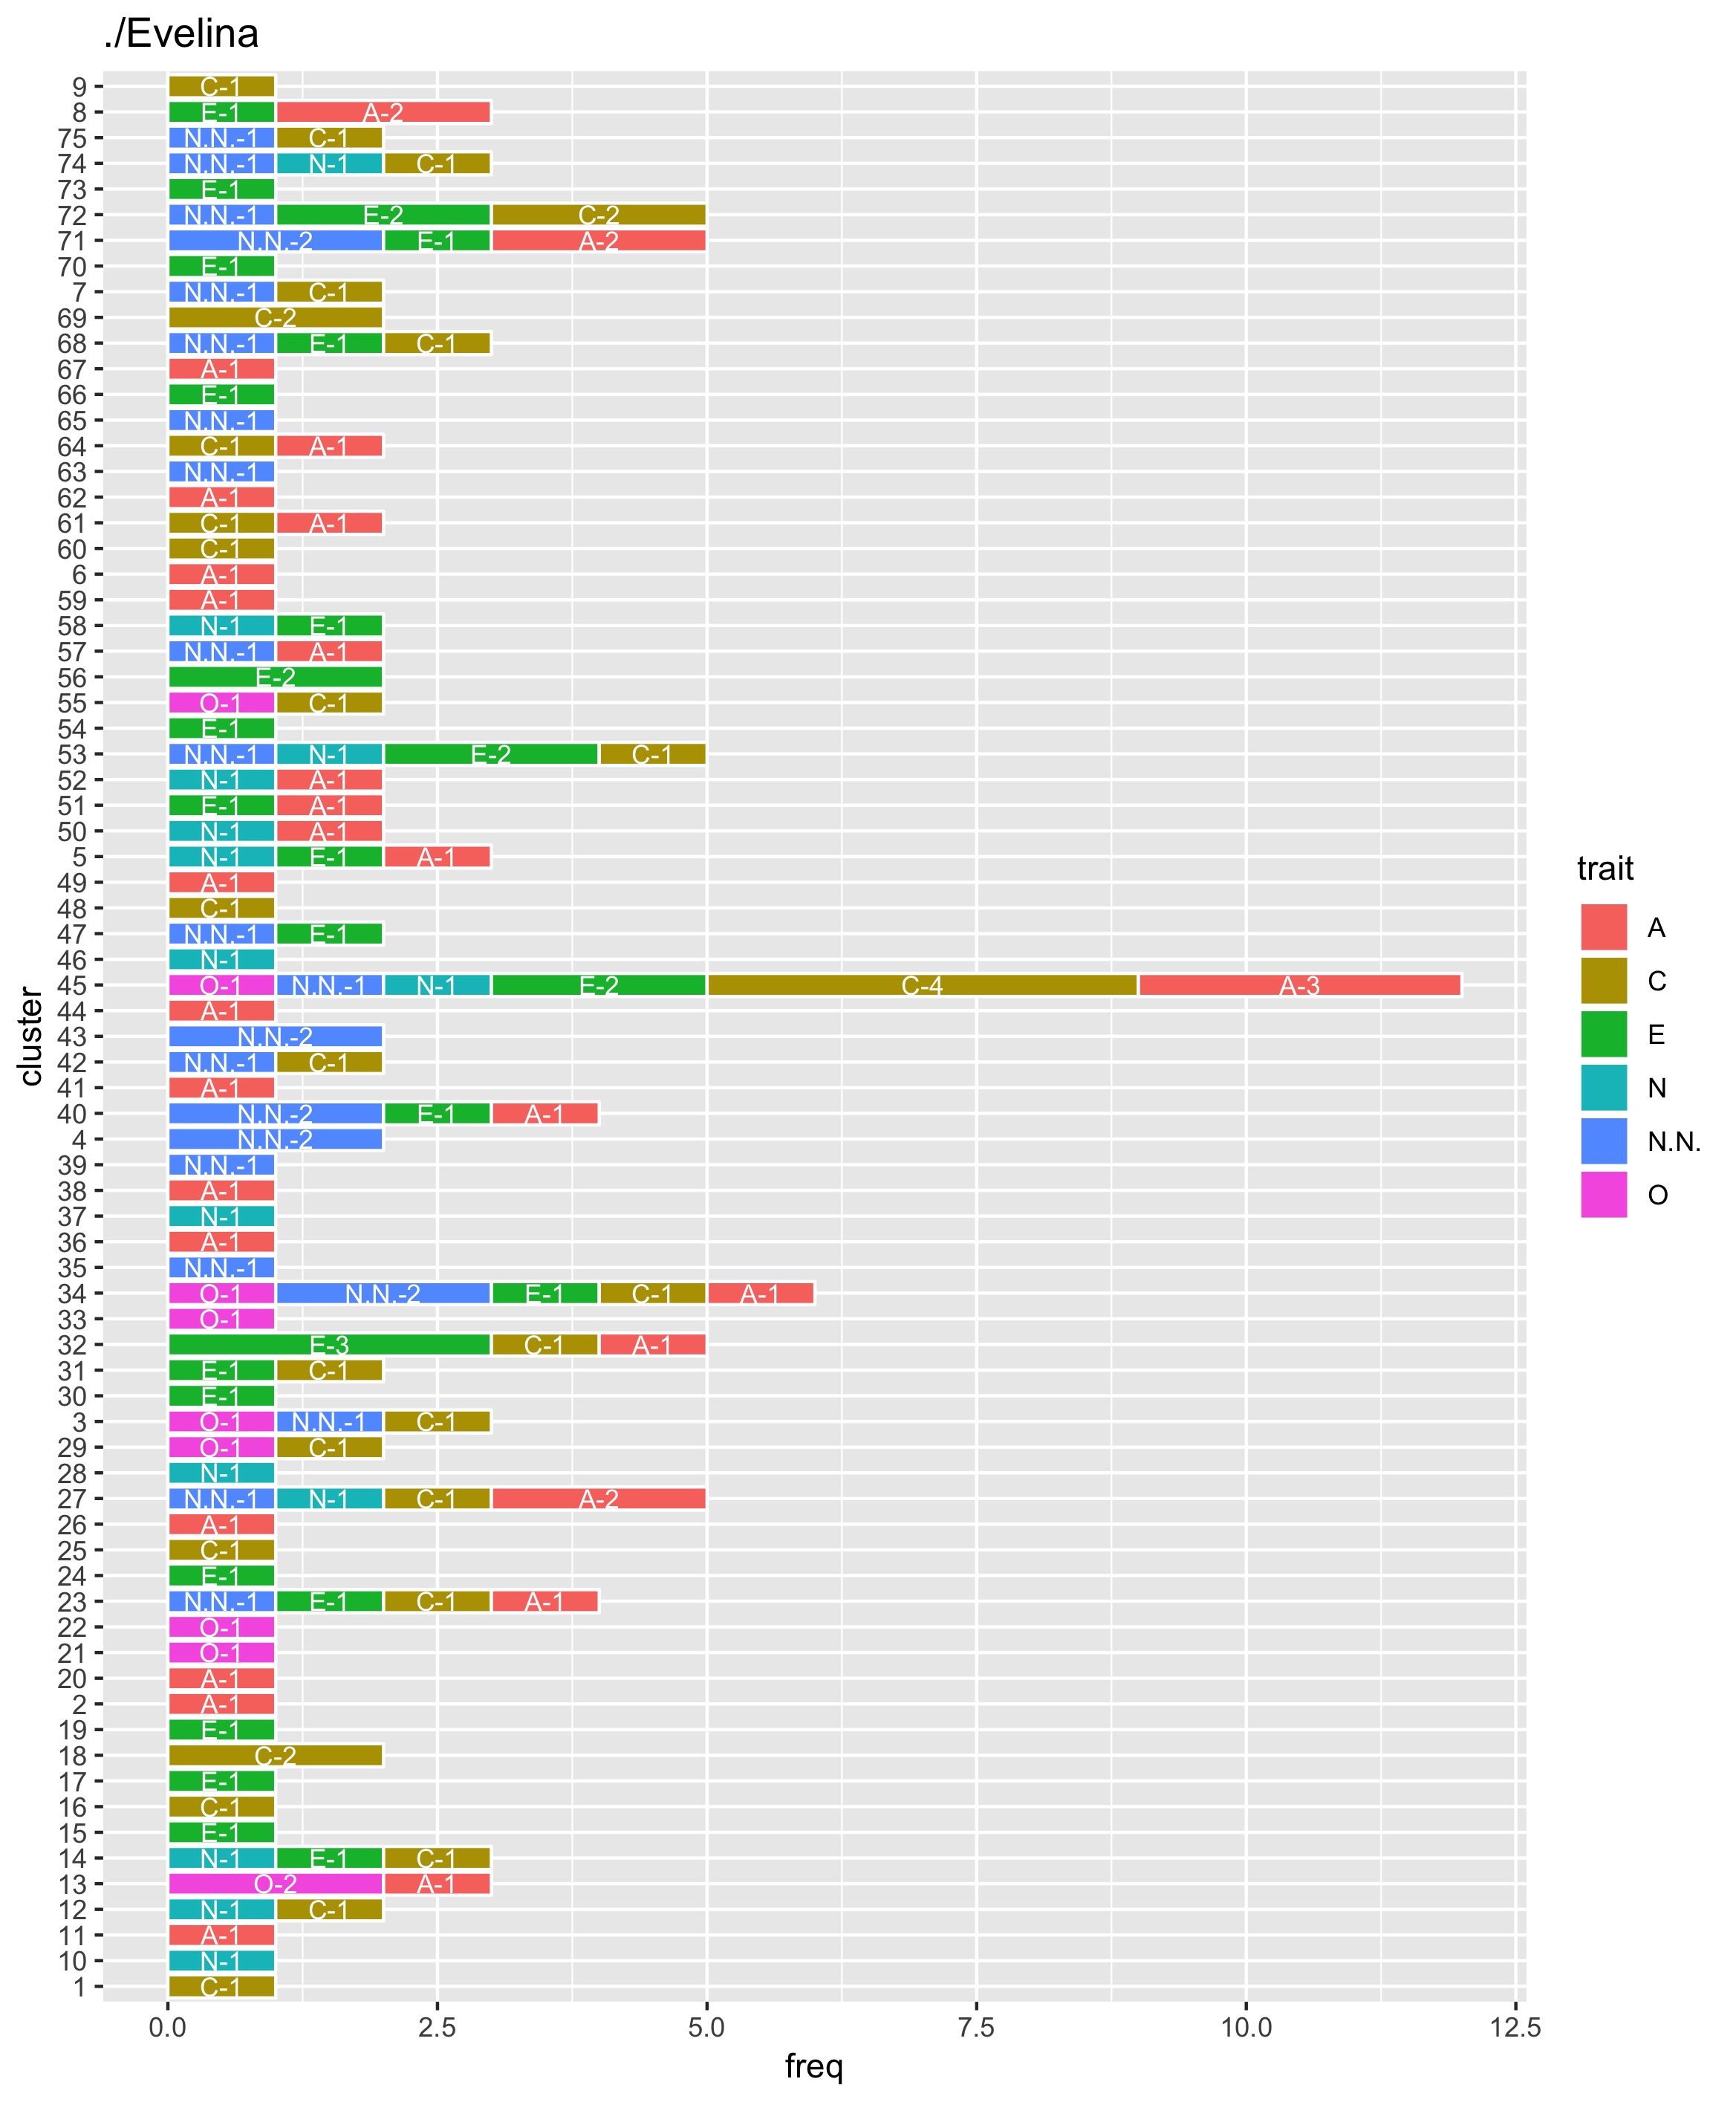 ./Evelina
9 C-1
8 E-1 A-2
75 N.N.-1 C-1
74 N.N.-1 N-1 C-1
73 E-1
72 N.N.-1 E-2 C-2
71 N.N.-2 E-1 A-2
70 E-1
7 N.N.-1 C-1
69 C-2
68 N.N.-1 E-1 C-1
67 A-1
66 E-1
65 N.N.-1
64 C-1 A-1
63 N.N.-1
62 A-1
61 C-1 A-1
60 C-1
6 A-1
59 A-1
58 N-1 E-1
57 N.N.-1 A-1
56 E-2
55 O-1 C-1
54 E-1
53 N.N.-1 N-1 E-2 C-1
52 N-1 A-1
51 E-1 A-1
50 N-1 A-1
5 N-1 E-1 A-1
49 A-1
48 C-1
47 N.N.-1 E-1
46 N-1
45 O-1 N.N.-1 N-1 E-2 C-4 A-3
44 A-1
43 N.N.-2
42 N.N.-1 C-1
41 A-1
40 N.N.-2 E-1 A-1
4 N.N.-2
39 N.N.-1
38 A-1
37 N-1
36 A-1
35 N.N.-1
34 O-1 N.N.-2 E-1 C-1 A-1
33 O-1
32 E-3 C-1 A-1
31 E-1 C-1
30 E-1
3 O-1 N.N.-1 C-1
29 O-1 C-1
28 N-1
27 N.N.-1 N-1 C-1 A-2
26 A-1
25 C-1
24 E-1
23 N.N.-1 E-1 C-1 A-1
22 O-1
21 O-1
20 A-1
2 A-1
19 E-1
18 C-2
17 E-1
16 C-1
15 E-1
14 N-1 E-1 C-1
13 O-2 A-1
12 N-1 C-1
11 A-1
10 N-1
1 C-1
0.0 2.5 5.0 7.5 10.0 12.5
freq
cluster
trait
A
C
E
N
N.N.
O